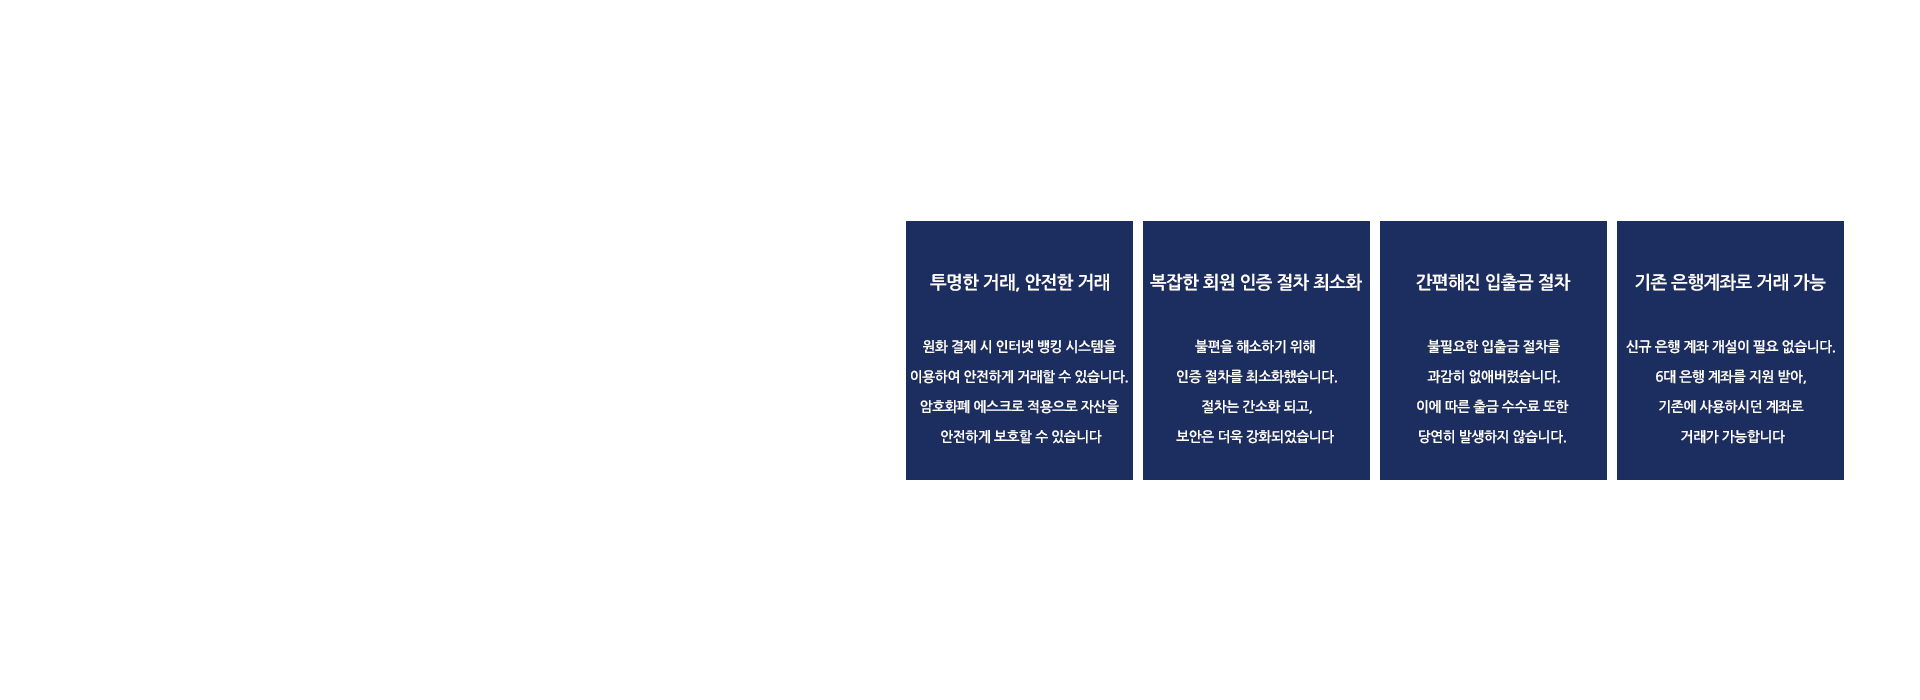 투명한 거래, 안전한 거래
원화 결제 시 인터넷 뱅킹 시스템을
이용하여 안전하게 거래할 수 있습니다.
암호화폐 에스크로 적용으로 자산을
안전하게 보호할 수 있습니다
복잡한 회원 인증 절차 최소화
불편을 해소하기 위해
인증 절차를 최소화했습니다.
절차는 간소화 되고,
보안은 더욱 강화되었습니다
간편해진 입출금 절차
불필요한 입출금 절차를
과감히 없애버렸습니다.
이에 따른 출금 수수료 또한
당연히 발생하지 않습니다.
기존 은행계좌로 거래 가능
신규 은행 계좌 개설이 필요 없습니다.
6대 은행 계좌를 지원 받아,
기존에 사용하시던 계좌로
거래가 가능합니다